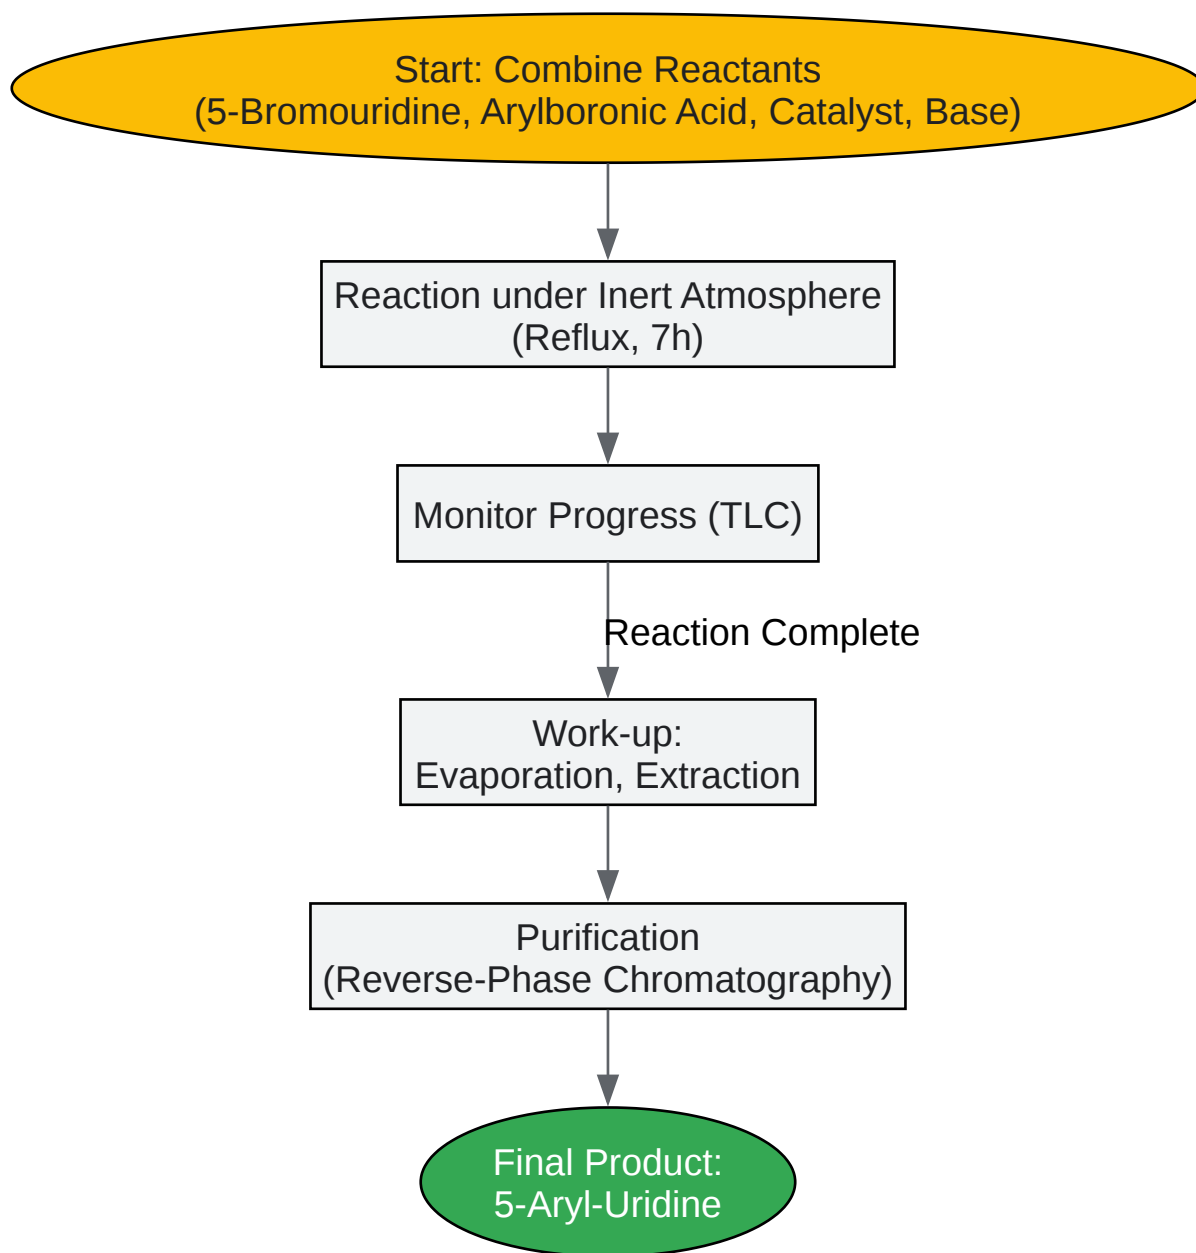 Start: Combine Reactants
(5-Bromouridine, Arylboronic Acid, Catalyst, Base)
Reaction under Inert Atmosphere
(Reflux, 7h)
Monitor Progress (TLC)
Reaction Complete
Work-up:
Evaporation, Extraction
Purification
(Reverse-Phase Chromatography)
Final Product:
5-Aryl-Uridine